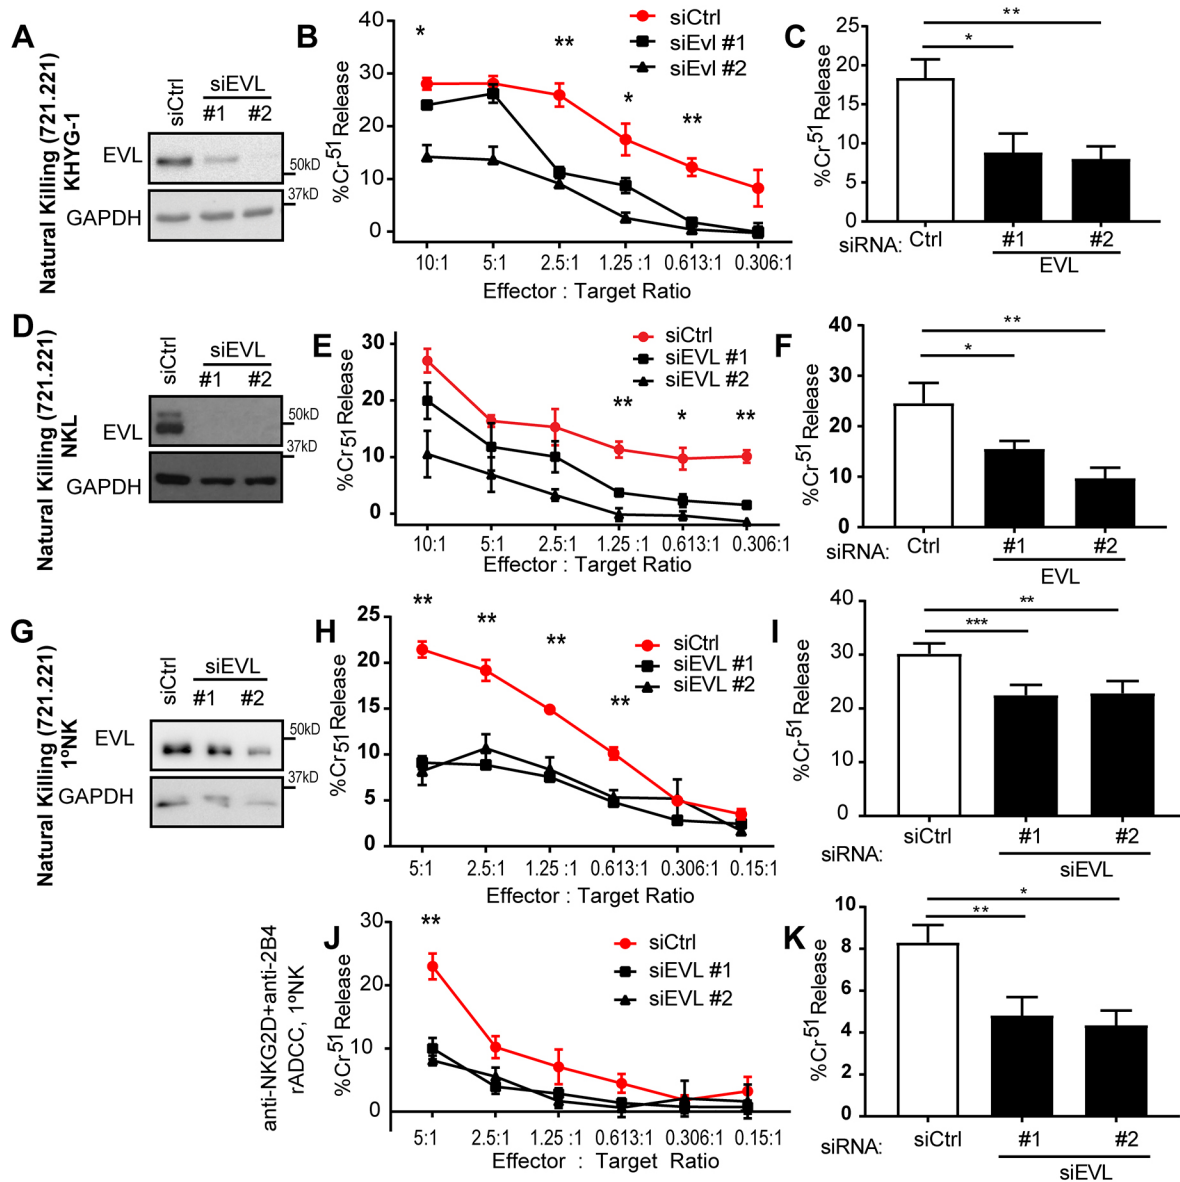 A
Natural Killing (721.221)
KHYG-1
siCtrl
siEVL
#1 #2
EVL
50kD
37kD
GAPDH
B
%Cr51 Release
40
30
20
10
0
* ** * **
siCtrl
siEvl #1
siEvl #2
10:1 5:1 2.5:1 1.25 :1 0.613:1 0.306:1
Effector : Target Ratio
C
%Cr51 Release
25
20
15
10
5
0
**
*
siRNA: Ctrl #1 #2
EVL
D
Natural Killing (721.221)
NKL
siCtrl
siEVL
#1 #2
EVL
50kD
37kD
GAPDH
E
%Cr51 Release
30
20
10
0
siCtrl
siEVL #1
siEVL #2
** * **
10:1 5:1 2.5:1 1.25 :1 0.613:1 0.306:1
Effector : Target Ratio
F
%Cr51 Release
40
30
20
10
0
**
*
siRNA: Ctrl #1 #2
EVL
G
Natural Killing (721.221)
1ºNK
siCtrl
siEVL
#1 #2
EVL
50kD
37kD
GAPDH
H
%Cr51 Release
25
20
15
10
5
0
** ** ** **
siCtrl
siEVL #1
siEVL #2
5:1 2.5:1 1.25 :1 0.613:1 0.306:1 0.15:1
Effector : Target Ratio
I
%Cr51 Release
40
30
20
10
0
**
***
siRNA: siCtrl #1 #2
siEVL
anti-NKG2D+anti-2B4
rADCC, 1ºNK
J
%Cr51 Release
30
20
10
0
**
siCtrl
siEVL #1
siEVL #2
5:1 2.5:1 1.25 :1 0.613:1 0.306:1 0.15:1
Effector : Target Ratio
K
%Cr51 Release
10
8
6
4
2
0
*
**
siRNA: siCtrl #1 #2
siEVL